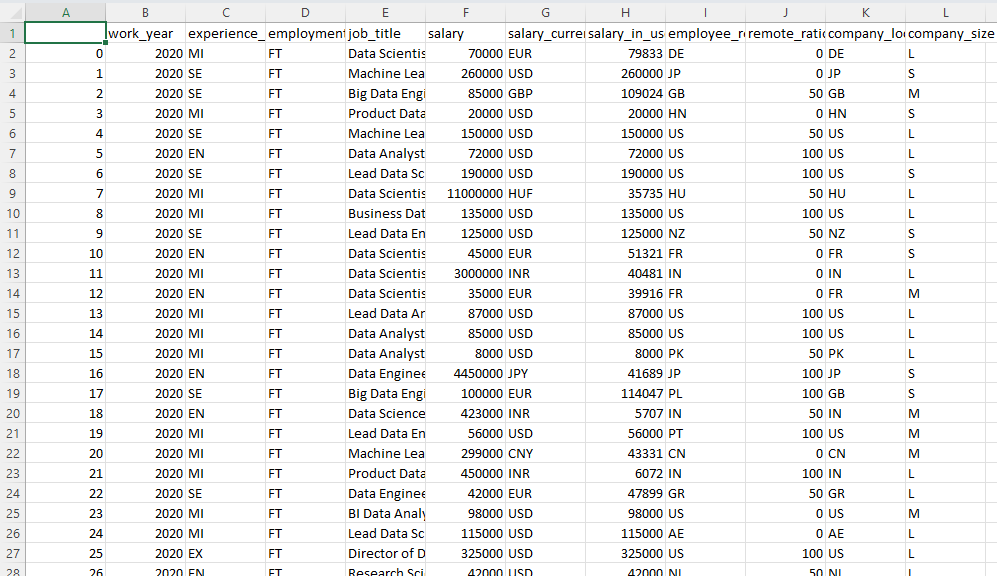 A B C D E F G H I J K L
1 work_year experience_ employment job_title salary salary_curre salary_in_us employee_r remote_ratio company_lo company_size
2 0 2020 MI FT Data Scientis 70000 EUR 79833 DE 0 DE L
3 1 2020 SE FT Machine Lea 260000 USD 260000 JP 0 JP S
4 2 2020 SE FT Big Data Engi 85000 GBP 109024 GB 50 GB M
5 3 2020 MI FT Product Data 20000 USD 20000 HN 0 HN S
6 4 2020 SE FT Machine Lea 150000 USD 150000 US 50 US L
7 5 2020 EN FT Data Analyst 72000 USD 72000 US 100 US L
8 6 2020 SE FT Lead Data Sc 190000 USD 190000 US 100 US S
9 7 2020 MI FT Data Scientis 11000000 HUF 35735 HU 50 HU L
10 8 2020 MI FT Business Dat 135000 USD 135000 US 100 US L
11 9 2020 SE FT Lead Data En 125000 USD 125000 NZ 50 NZ S
12 10 2020 EN FT Data Scientis 45000 EUR 51321 FR 0 FR S
13 11 2020 MI FT Data Scientis 3000000 INR 40481 IN 0 IN L
14 12 2020 EN FT Data Scientis 35000 EUR 39916 FR 0 FR M
15 13 2020 MI FT Lead Data Ar 87000 USD 87000 US 100 US L
16 14 2020 MI FT Data Analyst 85000 USD 85000 US 100 US L
17 15 2020 MI FT Data Analyst 8000 USD 8000 PK 50 PK L
18 16 2020 EN FT Data Enginee 4450000 JPY 41689 JP 100 JP S
19 17 2020 SE FT Big Data Engi 100000 EUR 114047 PL 100 GB S
20 18 2020 EN FT Data Science 423000 INR 5707 IN 50 IN M
21 19 2020 MI FT Lead Data En 56000 USD 56000 PT 100 US M
22 20 2020 MI FT Machine Lea 299000 CNY 43331 CN 0 CN M
23 21 2020 MI FT Product Data 450000 INR 6072 IN 100 IN L
24 22 2020 SE FT Data Enginee 42000 EUR 47899 GR 50 GR L
25 23 2020 MI FT BI Data Analy 98000 USD 98000 US 0 US M
26 24 2020 MI FT Lead Data Sc 115000 USD 115000 AE 0 AE L
27 25 2020 EX FT Director of D 325000 USD 325000 US 100 US L
28 26 2020 EN FT Research Sci 42000 USD 42000 NL 50 NL L